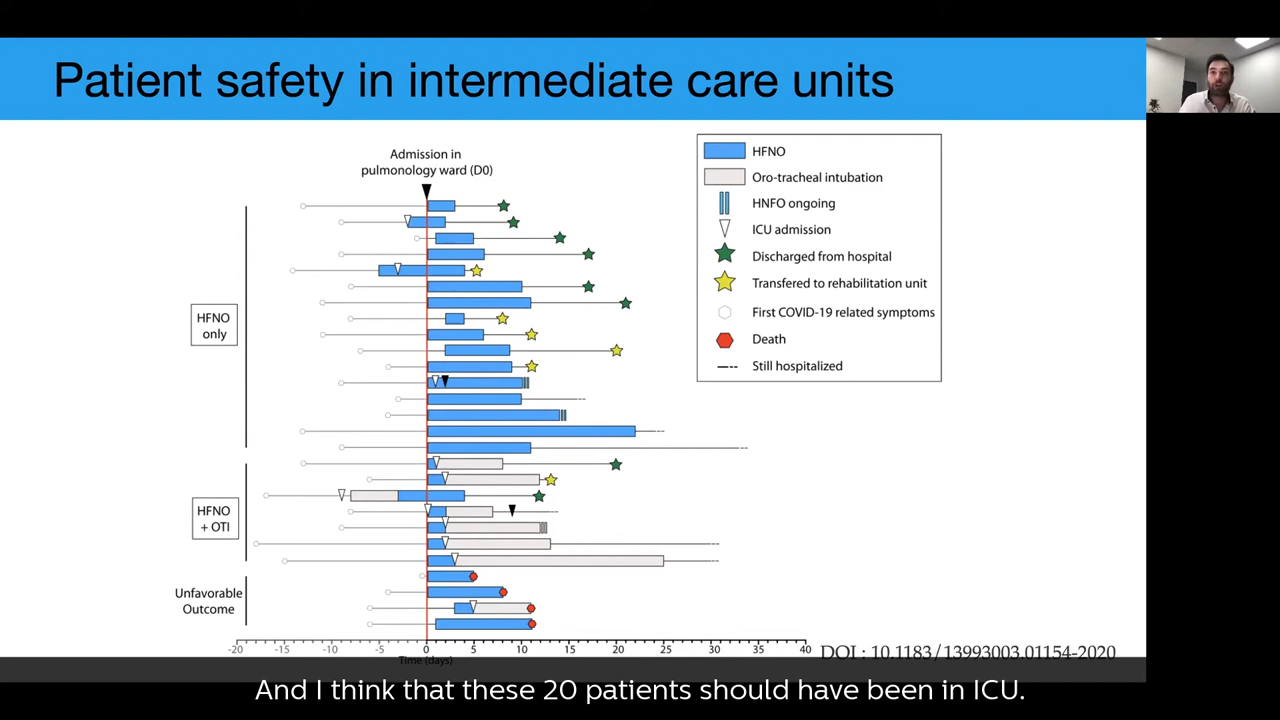 Patient safety in intermediate care units
Admission in
pulmonology ward (D0)
HFNO
Oro-tracheal intubation
HNFO ongoing
ICU admission
Discharged from hospital
Transfered to rehabilitation unit
First COVID-19 related symptoms
Death
Still hospitalized
HFNO
only
HFNO
+ OTI
Unfavorable
Outcome
-20 -15 -10 -5 0 5 10 15 20 25 30 35 40
Time (days)
DOI : 10.1183/13993003.01154-2020
And I think that these 20 patients should have been in ICU.